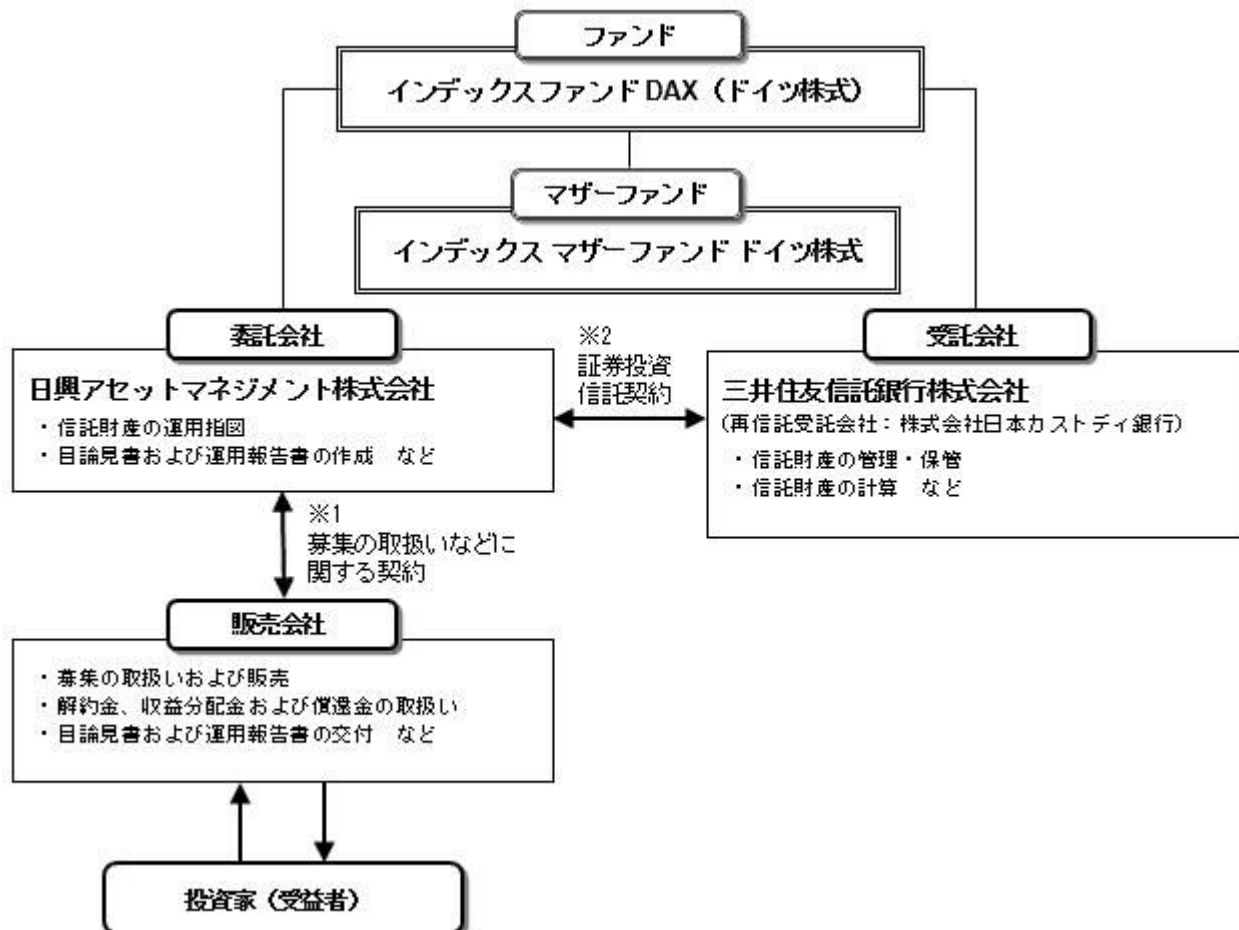 ファンド
インデックスファンド DAX（ドイツ株式）
マザーファンド
インデックス マザーファンド ドイツ株式
委託会社
日興アセットマネジメント株式会社
・信託財産の運用指図
・目論見書および運用報告書の作成　など
※2
証券投資
信託契約
受託会社
三井住友信託銀行株式会社
（再信託受託会社：株式会社日本カストディ銀行）
・信託財産の管理・保管
・信託財産の計算　など
※1
募集の取扱いなどに
関する契約
販売会社
・募集の取扱いおよび販売
・解約金、収益分配金および償還金の取扱い
・目論見書および運用報告書の交付　など
投資家（受益者）